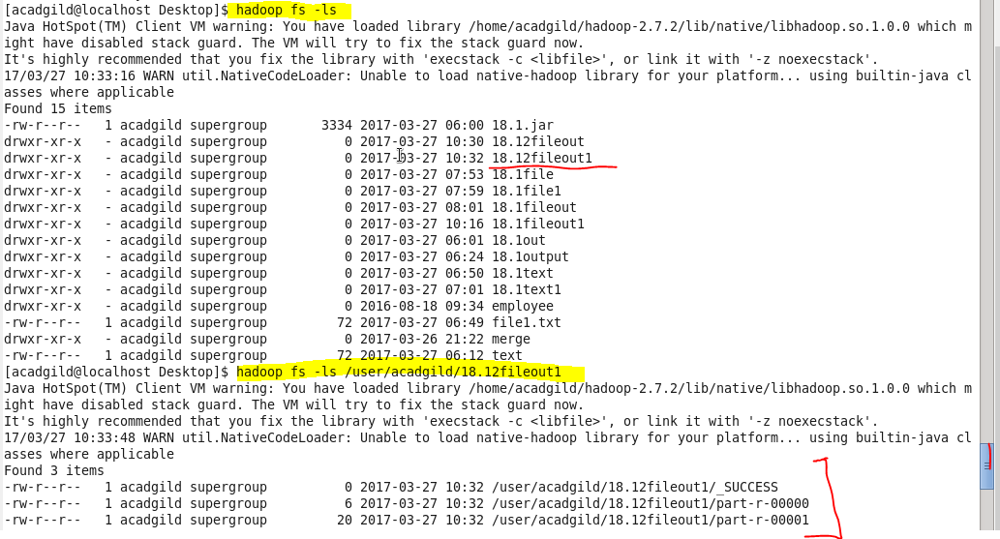 [acadgild@localhost Desktop]$ hadoop fs -ls
Java HotSpot(TM) Client VM warning: You have loaded library /home/acadgild/hadoop-2.7.2/lib/native/libhadoop.so.1.0.0 which m
ight have disabled stack guard. The VM will try to fix the stack guard now.
It's highly recommended that you fix the library with 'execstack -c <libfile>', or link it with '-z noexecstack'.
17/03/27 10:33:16 WARN util.NativeCodeLoader: Unable to load native-hadoop library for your platform... using builtin-java cl
asses where applicable
Found 15 items
-rw-r--r--   1 acadgild supergroup       3334 2017-03-27 06:00 18.1.jar
drwxr-xr-x   - acadgild supergroup          0 2017-03-27 10:30 18.12fileout
drwxr-xr-x   - acadgild supergroup          0 2017-03-27 10:32 18.12fileout1
drwxr-xr-x   - acadgild supergroup          0 2017-03-27 07:53 18.1file
drwxr-xr-x   - acadgild supergroup          0 2017-03-27 07:59 18.1file1
drwxr-xr-x   - acadgild supergroup          0 2017-03-27 08:01 18.1fileout
drwxr-xr-x   - acadgild supergroup          0 2017-03-27 10:16 18.1fileout1
drwxr-xr-x   - acadgild supergroup          0 2017-03-27 06:01 18.1out
drwxr-xr-x   - acadgild supergroup          0 2017-03-27 06:24 18.1output
drwxr-xr-x   - acadgild supergroup          0 2017-03-27 06:50 18.1text
drwxr-xr-x   - acadgild supergroup          0 2017-03-27 07:01 18.1text1
drwxr-xr-x   - acadgild supergroup          0 2016-08-18 09:34 employee
-rw-r--r--   1 acadgild supergroup         72 2017-03-27 06:49 file1.txt
drwxr-xr-x   - acadgild supergroup          0 2017-03-26 21:22 merge
-rw-r--r--   1 acadgild supergroup         72 2017-03-27 06:12 text
[acadgild@localhost Desktop]$ hadoop fs -ls /user/acadgild/18.12fileout1
Java HotSpot(TM) Client VM warning: You have loaded library /home/acadgild/hadoop-2.7.2/lib/native/libhadoop.so.1.0.0 which m
ight have disabled stack guard. The VM will try to fix the stack guard now.
It's highly recommended that you fix the library with 'execstack -c <libfile>', or link it with '-z noexecstack'.
17/03/27 10:33:48 WARN util.NativeCodeLoader: Unable to load native-hadoop library for your platform... using builtin-java cl
asses where applicable
Found 3 items
-rw-r--r--   1 acadgild supergroup          0 2017-03-27 10:32 /user/acadgild/18.12fileout1/_SUCCESS
-rw-r--r--   1 acadgild supergroup          6 2017-03-27 10:32 /user/acadgild/18.12fileout1/part-r-00000
-rw-r--r--   1 acadgild supergroup         20 2017-03-27 10:32 /user/acadgild/18.12fileout1/part-r-00001